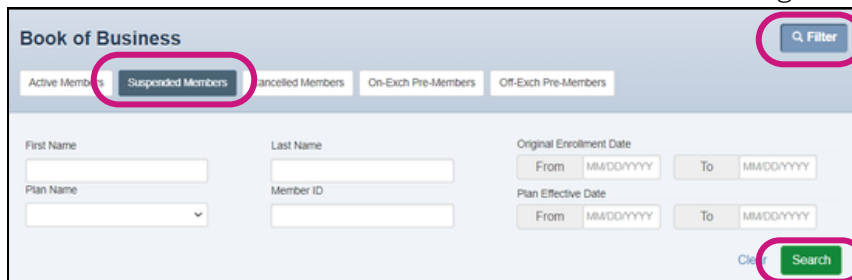 Book of Business
Filter
Active Members Suspended Members Cancelled Members On-Exch Pre-Members Off-Exch Pre-Members
First Name Last Name Original Enrollment Date
From MM/DD/YYYY To MM/DD/YYYY
Plan Name Member ID Plan Effective Date
From MM/DD/YYYY To MM/DD/YYYY
Clear Search